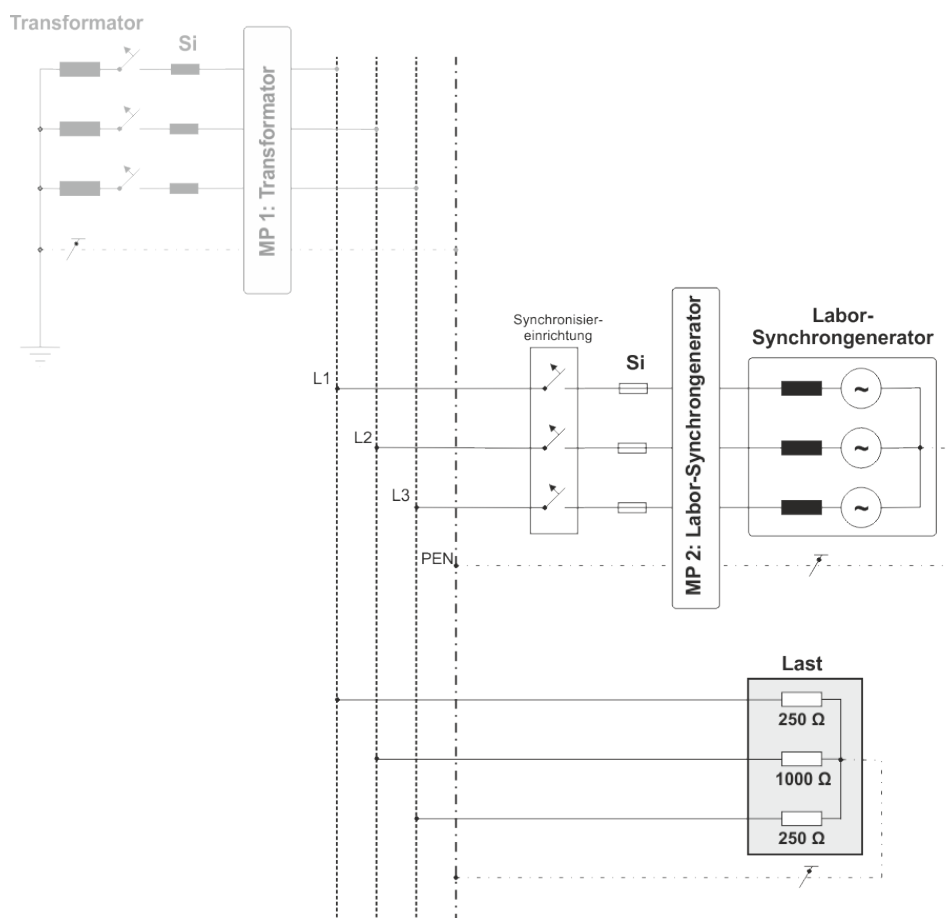 Transformator
Si
MP 1: Transformator
Synchronisier-
einrichtung
Si
MP 2: Labor-Synchrongenerator
Labor-
Synchrongenerator
L1
~
L2
~
L3
~
PEN
Last
250 Ω
1000 Ω
250 Ω